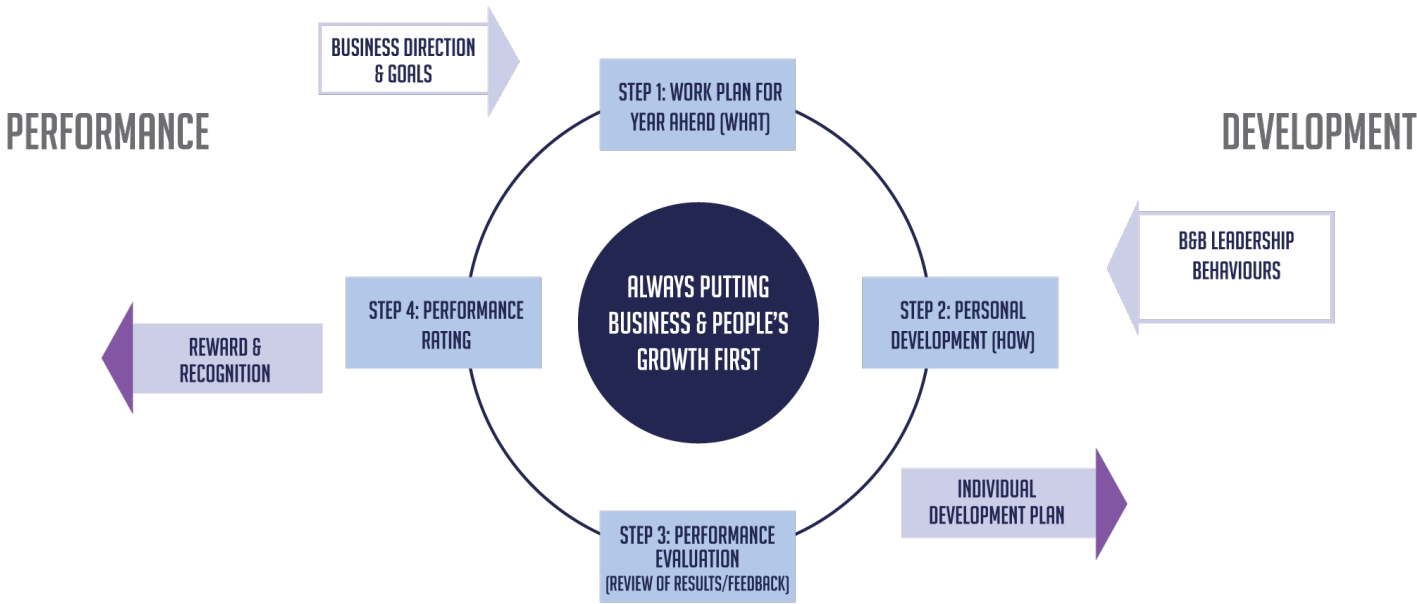 BUSINESS DIRECTION
& GOALS
STEP 1: WORK PLAN FOR
YEAR AHEAD (WHAT)
PERFORMANCE
DEVELOPMENT
B&B LEADERSHIP
BEHAVIOURS
ALWAYS PUTTING
BUSINESS & PEOPLE'S
GROWTH FIRST
STEP 4: PERFORMANCE
RATING
STEP 2: PERSONAL
DEVELOPMENT (HOW)
REWARD &
RECOGNITION
INDIVIDUAL
DEVELOPMENT PLAN
STEP 3: PERFORMANCE
EVALUATION
(REVIEW OF RESULTS/FEEDBACK)